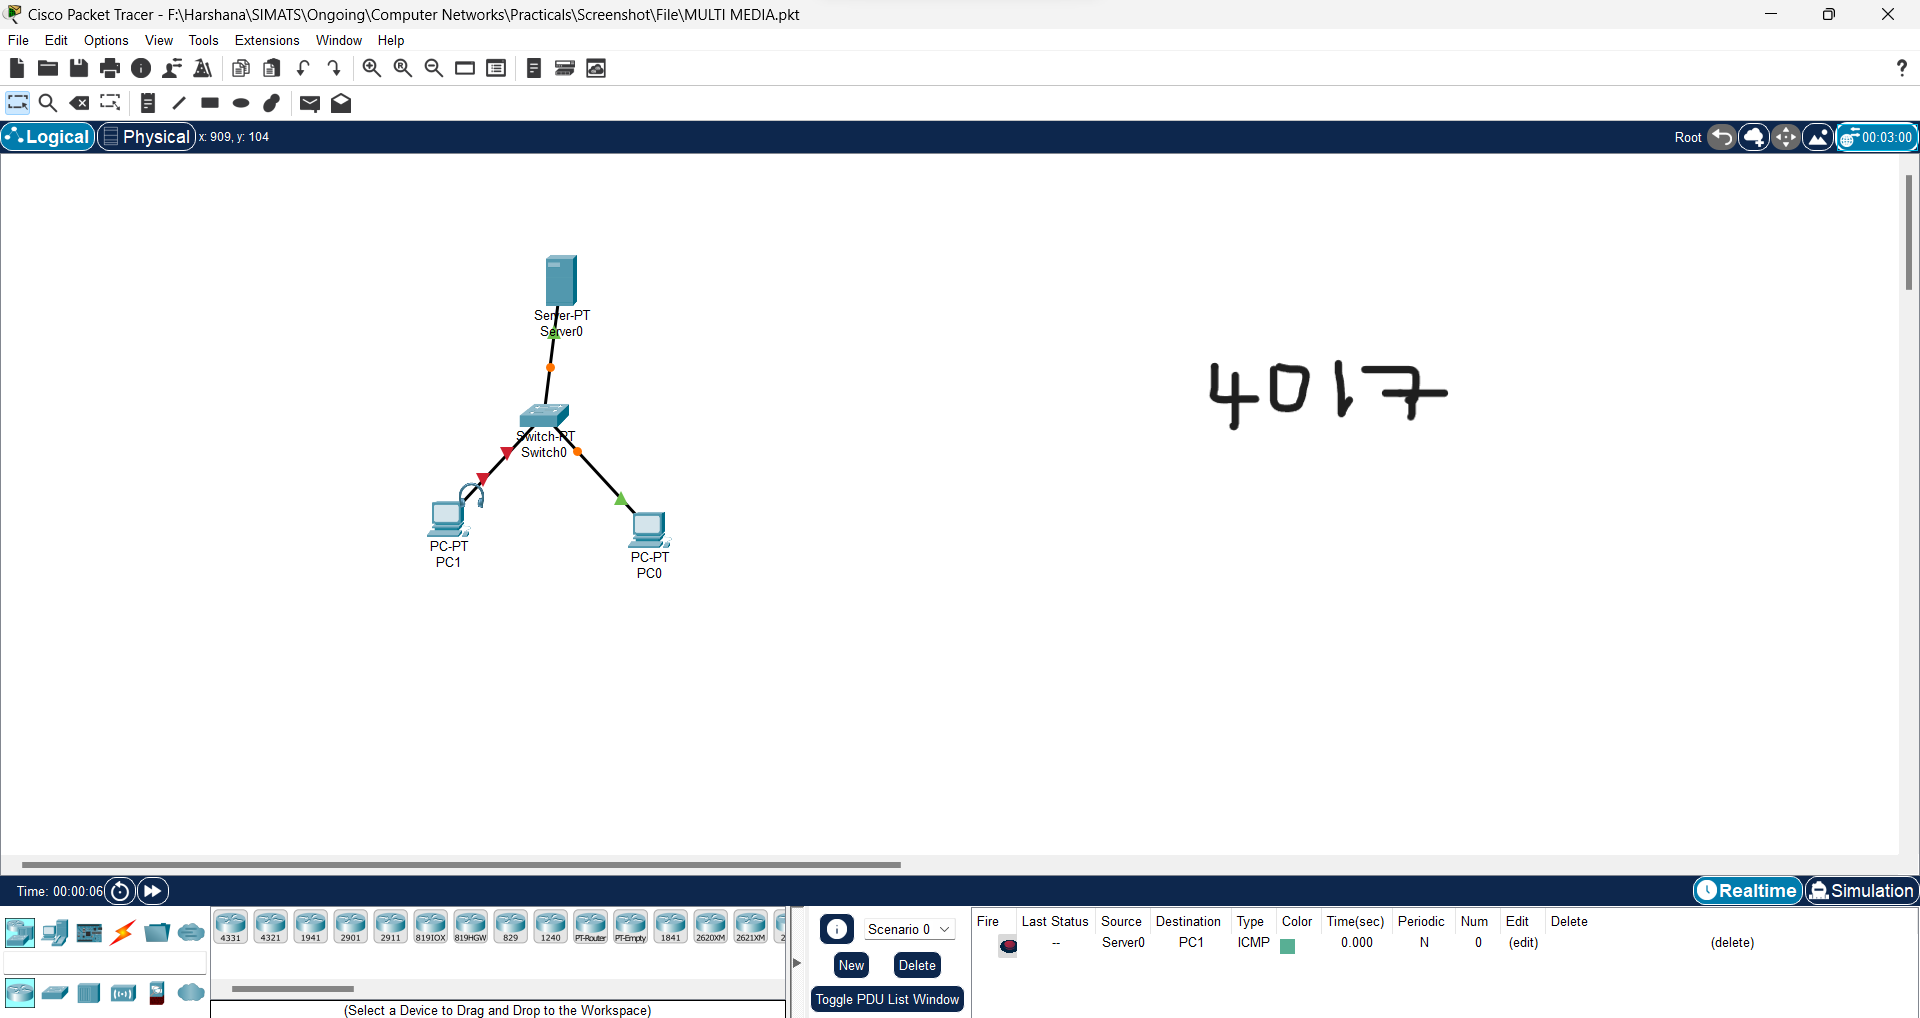 Cisco Packet Tracer - F:\Harshana\SIMATS\Ongoing\Computer Networks\Practicals\Screenshot\File\MULTI MEDIA.pkt
File Edit Options View Tools Extensions Window Help
?
Logical Physical x: 909, y: 104 Root 00:03:00
Server-PT
Server0
4017
Switch-PT
Switch0
PC-PT
PC1
PC-PT
PC0
Time: 00:00:06 Realtime Simulation
4331 4321 1941 2901 2911 819IOX 819HGW 829 1240 PT-Router PT-Empty 1841 2620XM 2621XM 2
(Select a Device to Drag and Drop to the Workspace)
Scenario 0
New Delete
Toggle PDU List Window
Fire Last Status Source Destination Type Color Time(sec) Periodic Num Edit Delete
-- Server0 PC1 ICMP 0.000 N 0 (edit) (delete)